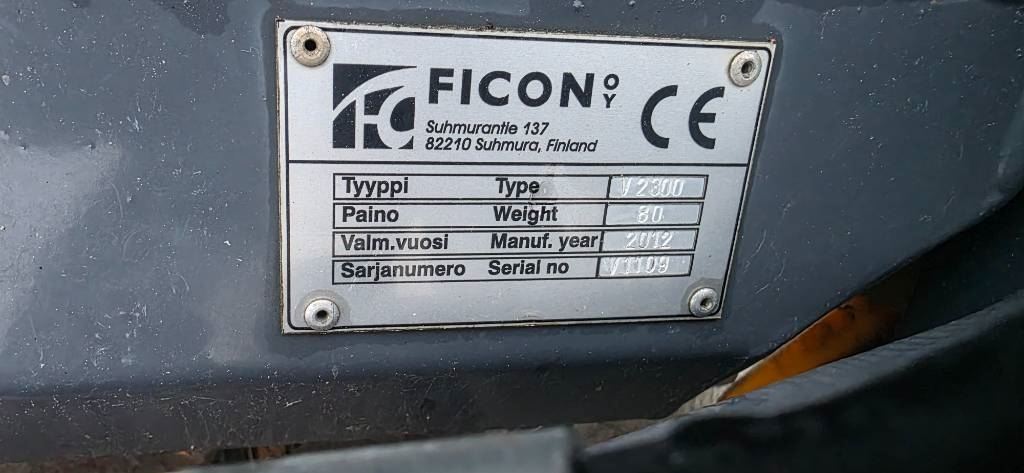 FC FICON OY CE
Suhmurantie 137
82210 Suhmura, Finland
Tyyppi Type V 2300
Paino Weight 80
Valm.vuosi Manuf. year 2012
Sarjanumero Serial no V1109